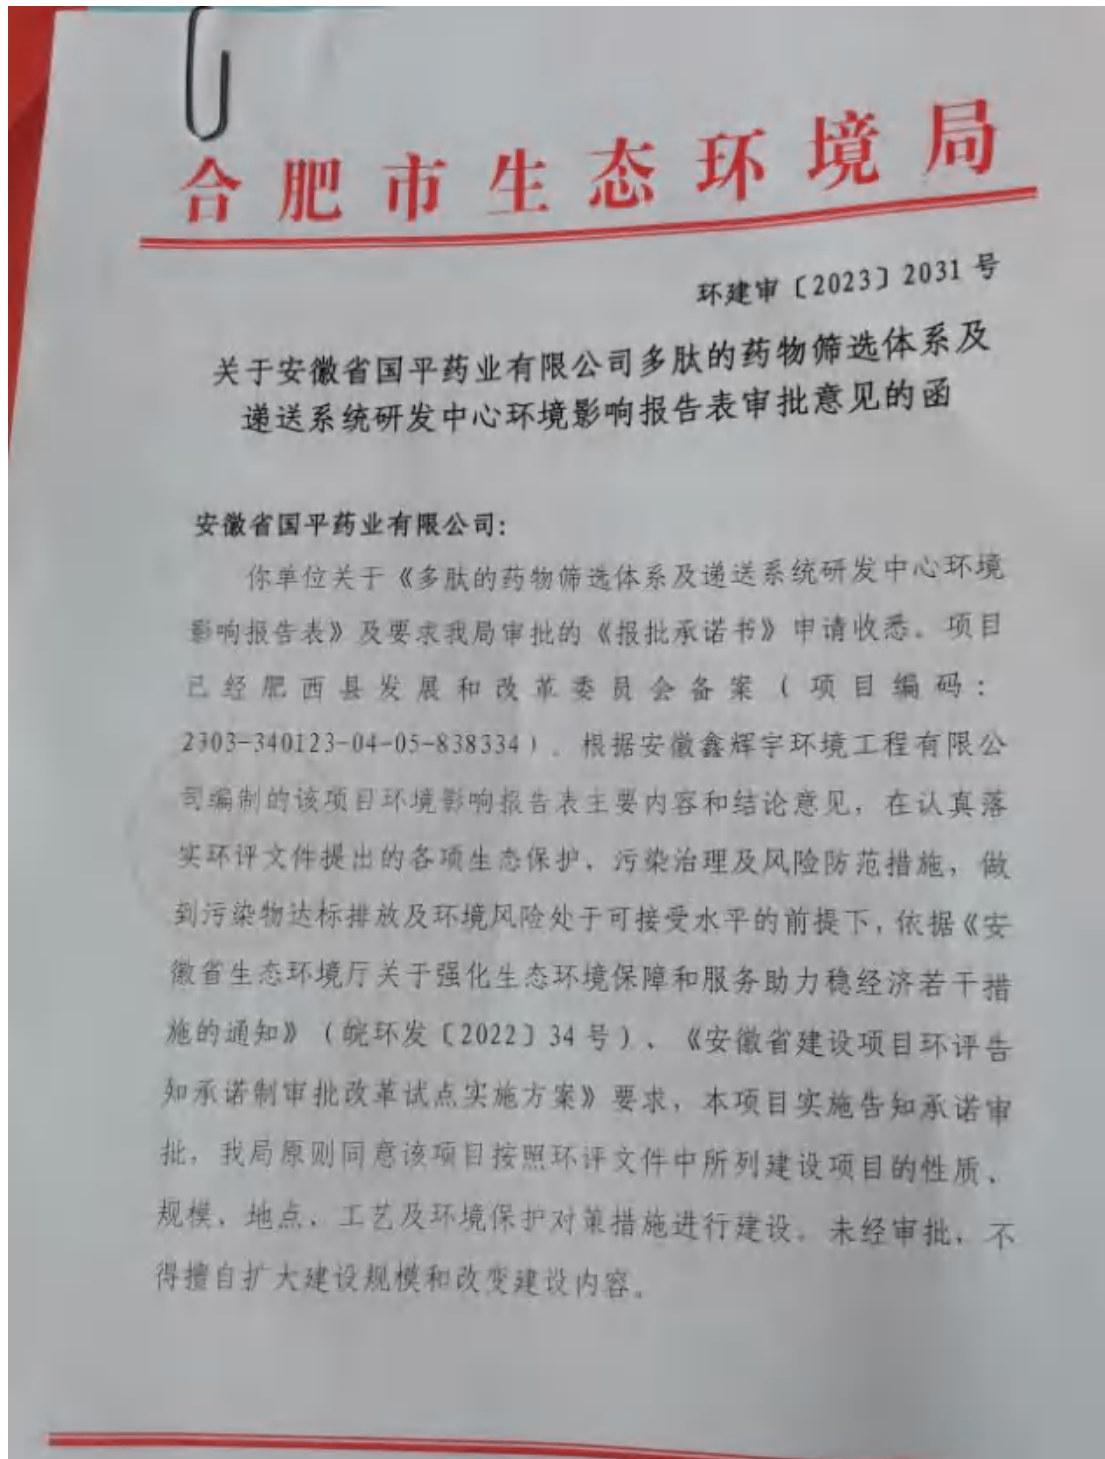 合肥市生态环境局
环建审〔2023〕2031号
关于安徽省国平药业有限公司多肽的药物筛选体系及
递送系统研发中心环境影响报告表审批意见的函
安徽省国平药业有限公司：
你单位关于《多肽的药物筛选体系及递送系统研发中心环境
影响报告表》及要求我局审批的《报批承诺书》申请收悉。项目
已经肥西县发展和改革委员会备案（项目编码：
2303-340123-04-05-838334）。根据安徽鑫辉宇环境工程有限公
司编制的该项目环境影响报告表主要内容和结论意见，在认真落
实环评文件提出的各项生态保护、污染治理及风险防范措施，做
到污染物达标排放及环境风险处于可接受水平的前提下，依据《安
徽省生态环境厅关于强化生态环境保障和服务助力稳经济若干措
施的通知》（皖环发〔2022〕34号）、《安徽省建设项目环评告
知承诺制审批改革试点实施方案》要求，本项目实施告知承诺审
批，我局原则同意该项目按照环评文件中所列建设项目的性质、
规模、地点、工艺及环境保护对策措施进行建设。未经审批，不
得擅自扩大建设规模和改变建设内容。